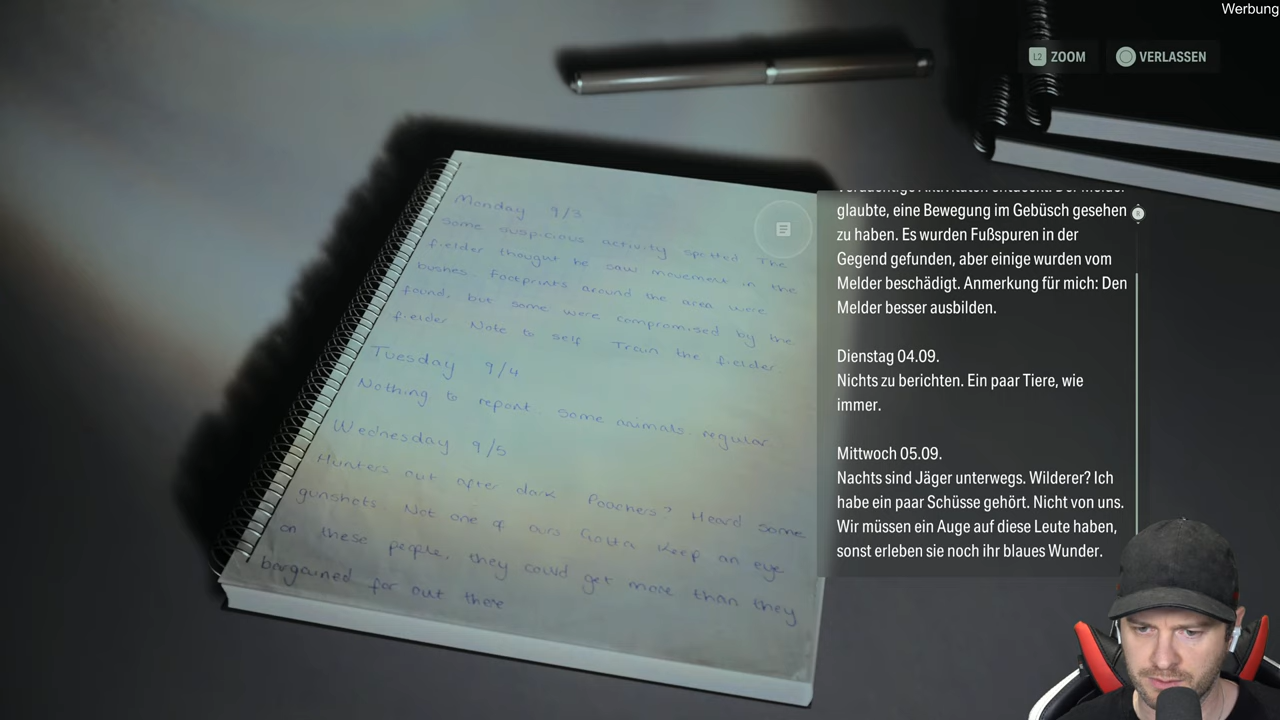 Werbung
L2 ZOOM
VERLASSEN
Monday 9/3
some suspicious activity spotted The
fielder thought he saw movement in the
bushes. Footprints around the area were
found, but some were compromised by the
fielder Note to self Train the fielder
Tuesday 9/4
Nothing to report. some animals. regular
Wednesday 9/5
Hunters out after dark Poachers? Heard some
gunshots. Not one of ours Gotta keep an eye
on these people, they could get more than they
bargained for out there
glaubte, eine Bewegung im Gebüsch gesehen
zu haben. Es wurden Fußspuren in der
Gegend gefunden, aber einige wurden vom
Melder beschädigt. Anmerkung für mich: Den
Melder besser ausbilden.
Dienstag 04.09.
Nichts zu berichten. Ein paar Tiere, wie
immer.
Mittwoch 05.09.
Nachts sind Jäger unterwegs. Wilderer? Ich
habe ein paar Schüsse gehört. Nicht von uns.
Wir müssen ein Auge auf diese Leute haben,
sonst erleben sie noch ihr blaues Wunder.